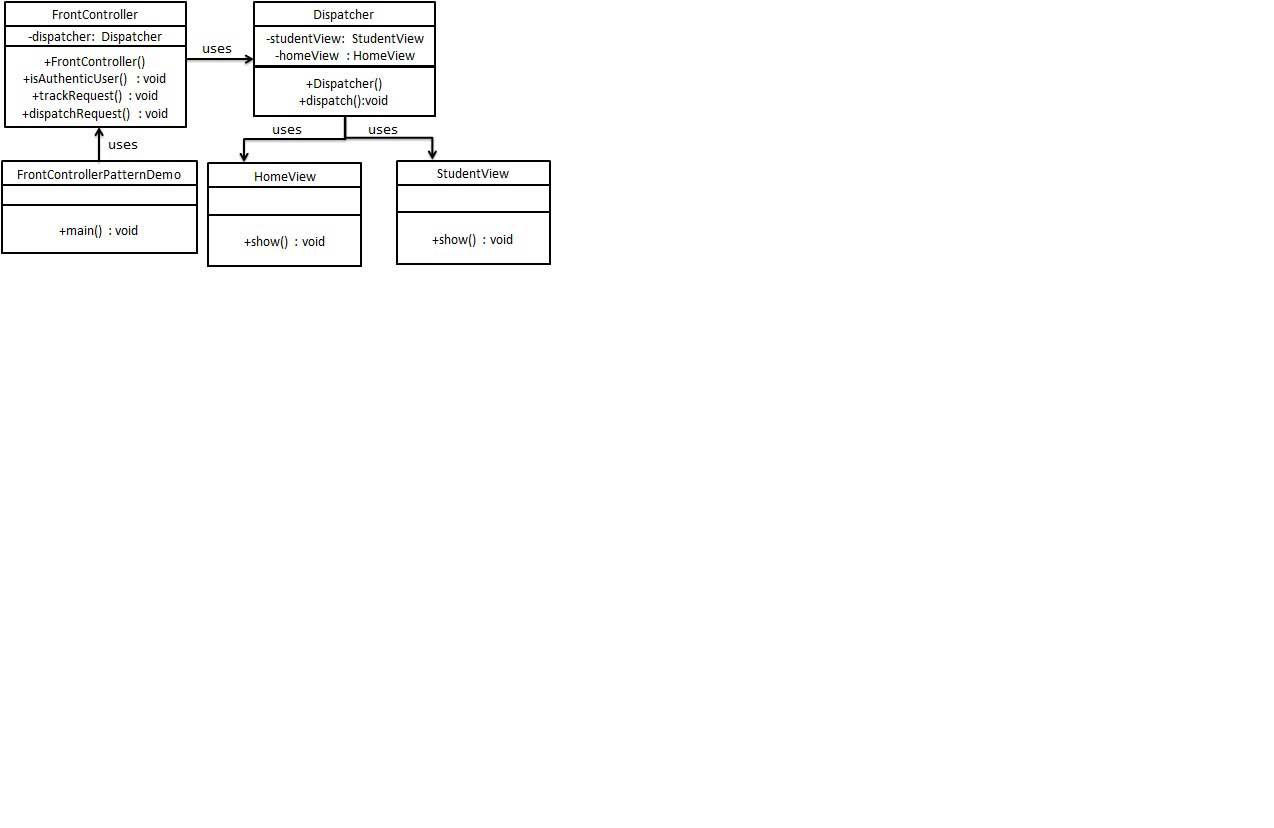 FrontController
-dispatcher: Dispatcher
+FrontController()
+isAuthenticUser() : void
+trackRequest() : void
+dispatchRequest() : void
uses
Dispatcher
-studentView: StudentView
-homeView : HomeView
+Dispatcher()
+dispatch():void
uses
uses
uses
FrontControllerPatternDemo
+main() : void
HomeView
+show() : void
StudentView
+show() : void